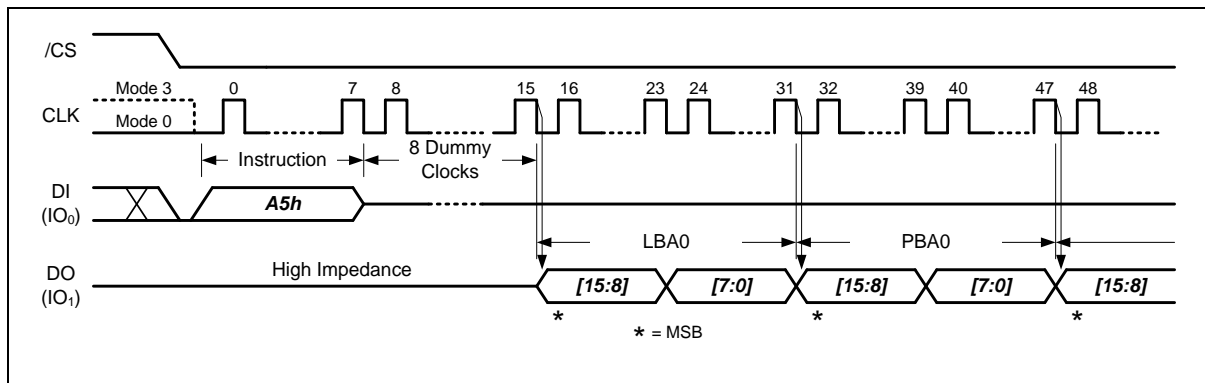 /CS
Mode 3 0 7 8 15 16 23 24 31 32 39 40 47 48
CLK
Mode 0
Instruction 8 Dummy Clocks
DI
(IO₀)
A5h
LBA0 PBA0
DO
(IO₁)
High Impedance
[15:8] [7:0] [15:8] [7:0] [15:8]
* * *
* = MSB